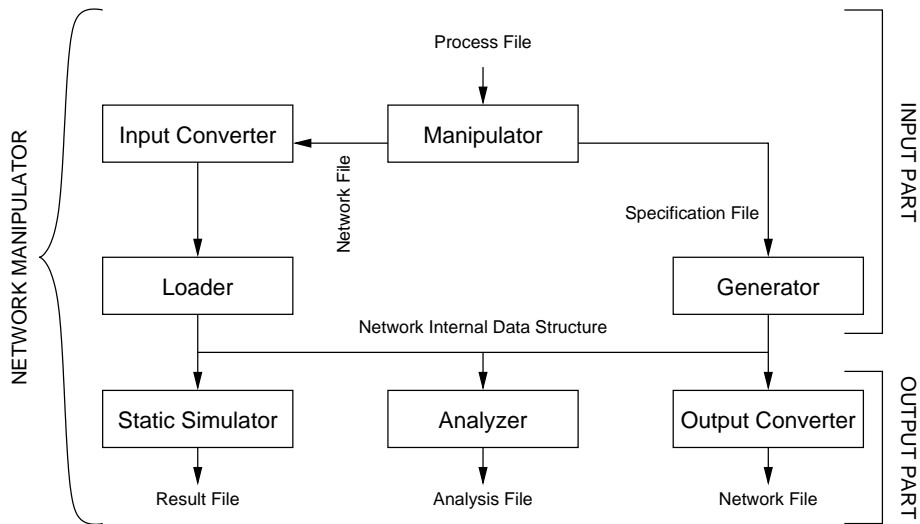 Process File
Input Converter
Manipulator
Network File
Specification File
Loader
Generator
Network Internal Data Structure
Static Simulator
Analyzer
Output Converter
Result File
Analysis File
Network File
NETWORK MANIPULATOR
INPUT PART
OUTPUT PART